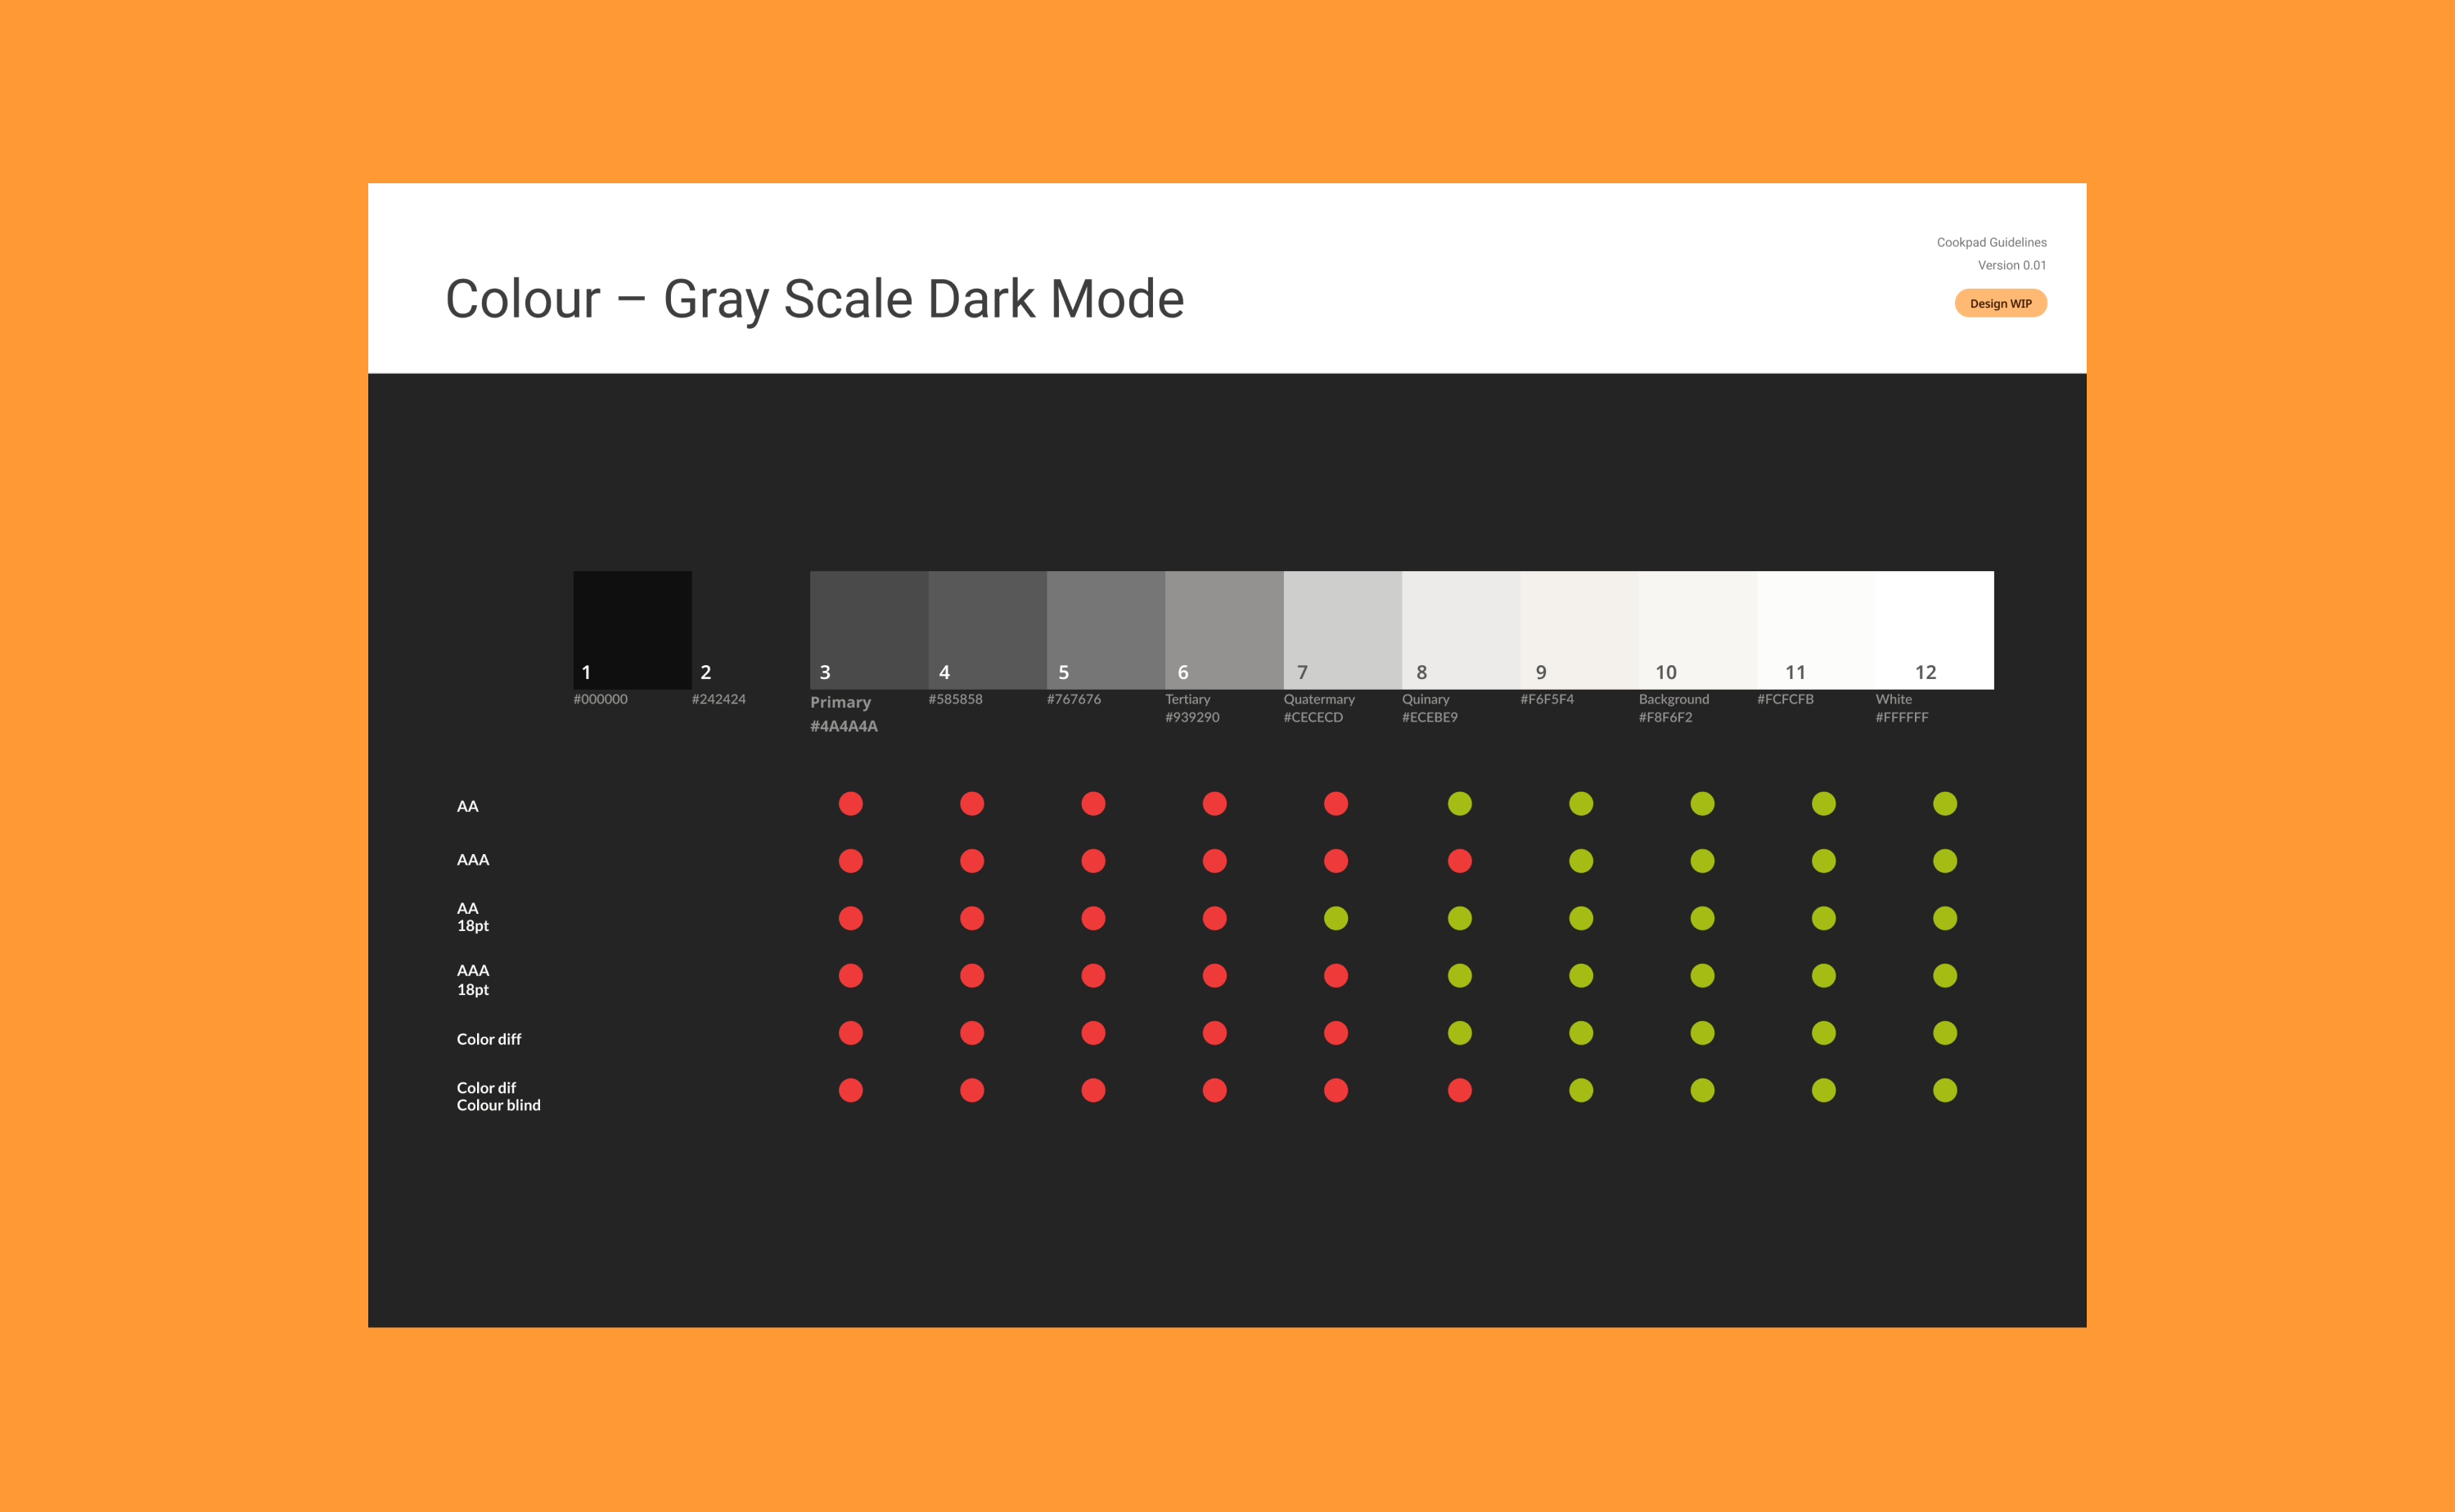 Cookpad Guidelines
Version 0.01
Design WIP
Colour – Gray Scale Dark Mode
1 2 3 4 5 6 7 8 9 10 11 12
#000000 #242424 Primary #585858 #767676 Tertiary Quatermary Quinary #F6F5F4 Background #FCFCFB White
#4A4A4A #939290 #CECECD #ECEBE9 #F8F6F2 #FFFFFF
AA
AAA
AA
18pt
AAA
18pt
Color diff
Color dif
Colour blind